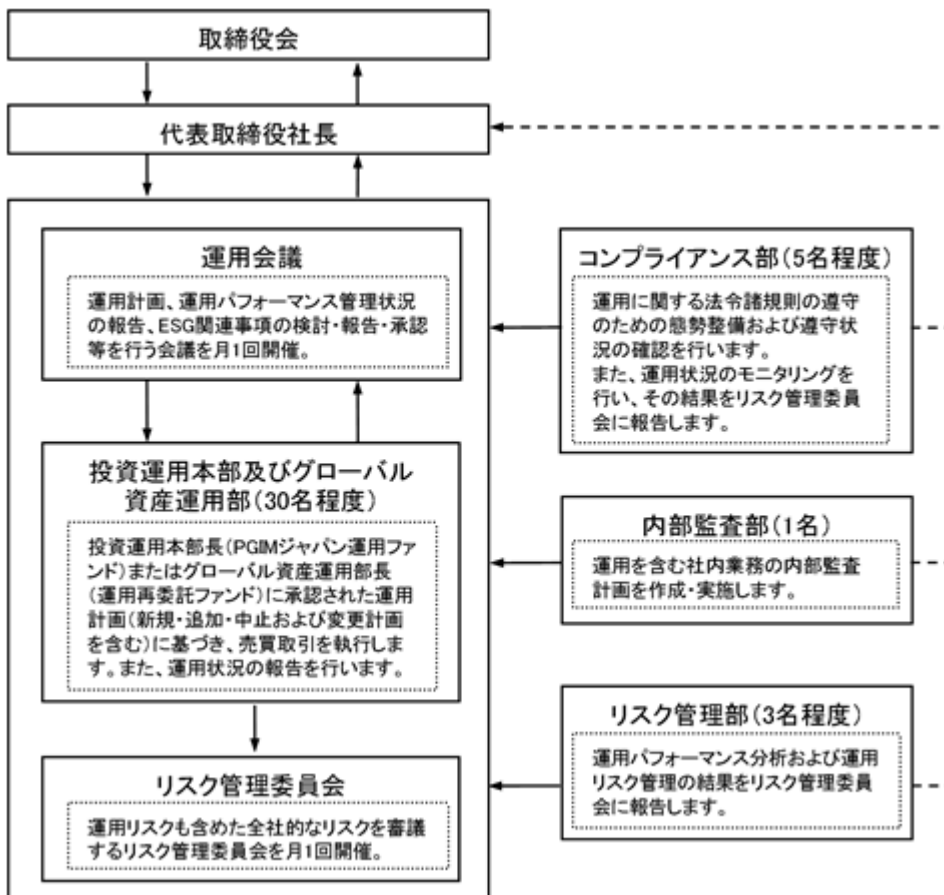 取締役会
代表取締役社長
運用会議
運用計画、運用パフォーマンス管理状況
の報告、ESG関連事項の検討・報告・承認
等を行う会議を月1回開催。
投資運用本部及びグローバル
資産運用部(30名程度)
投資運用本部長(PGIMジャパン運用ファ
ンド)またはグローバル資産運用部長
(運用再委託ファンド)に承認された運用
計画(新規・追加・中止および変更計画
を含む)に基づき、売買取引を執行しま
す。また、運用状況の報告を行います。
リスク管理委員会
運用リスクも含めた全社的なリスクを審議
するリスク管理委員会を月1回開催。
コンプライアンス部(5名程度)
運用に関する法令諸規則の遵守
のための態勢整備および遵守状
況の確認を行います。
また、運用状況のモニタリングを
行い、その結果をリスク管理委員
会に報告します。
内部監査部(1名)
運用を含む社内業務の内部監査
計画を作成・実施します。
リスク管理部(3名程度)
運用パフォーマンス分析および運用
リスク管理の結果をリスク管理委員
会に報告します。